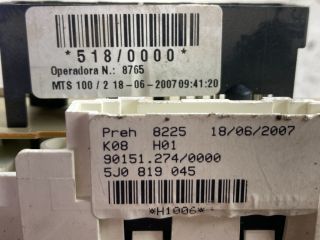 *518/0000*
Operadora N.: 8765
MTS 100 / 2 18-06-2007 09:41:20
Preh 8225 18/06/2007
K08 H01
90151.274/0000
5J0 819 045
*H1006*